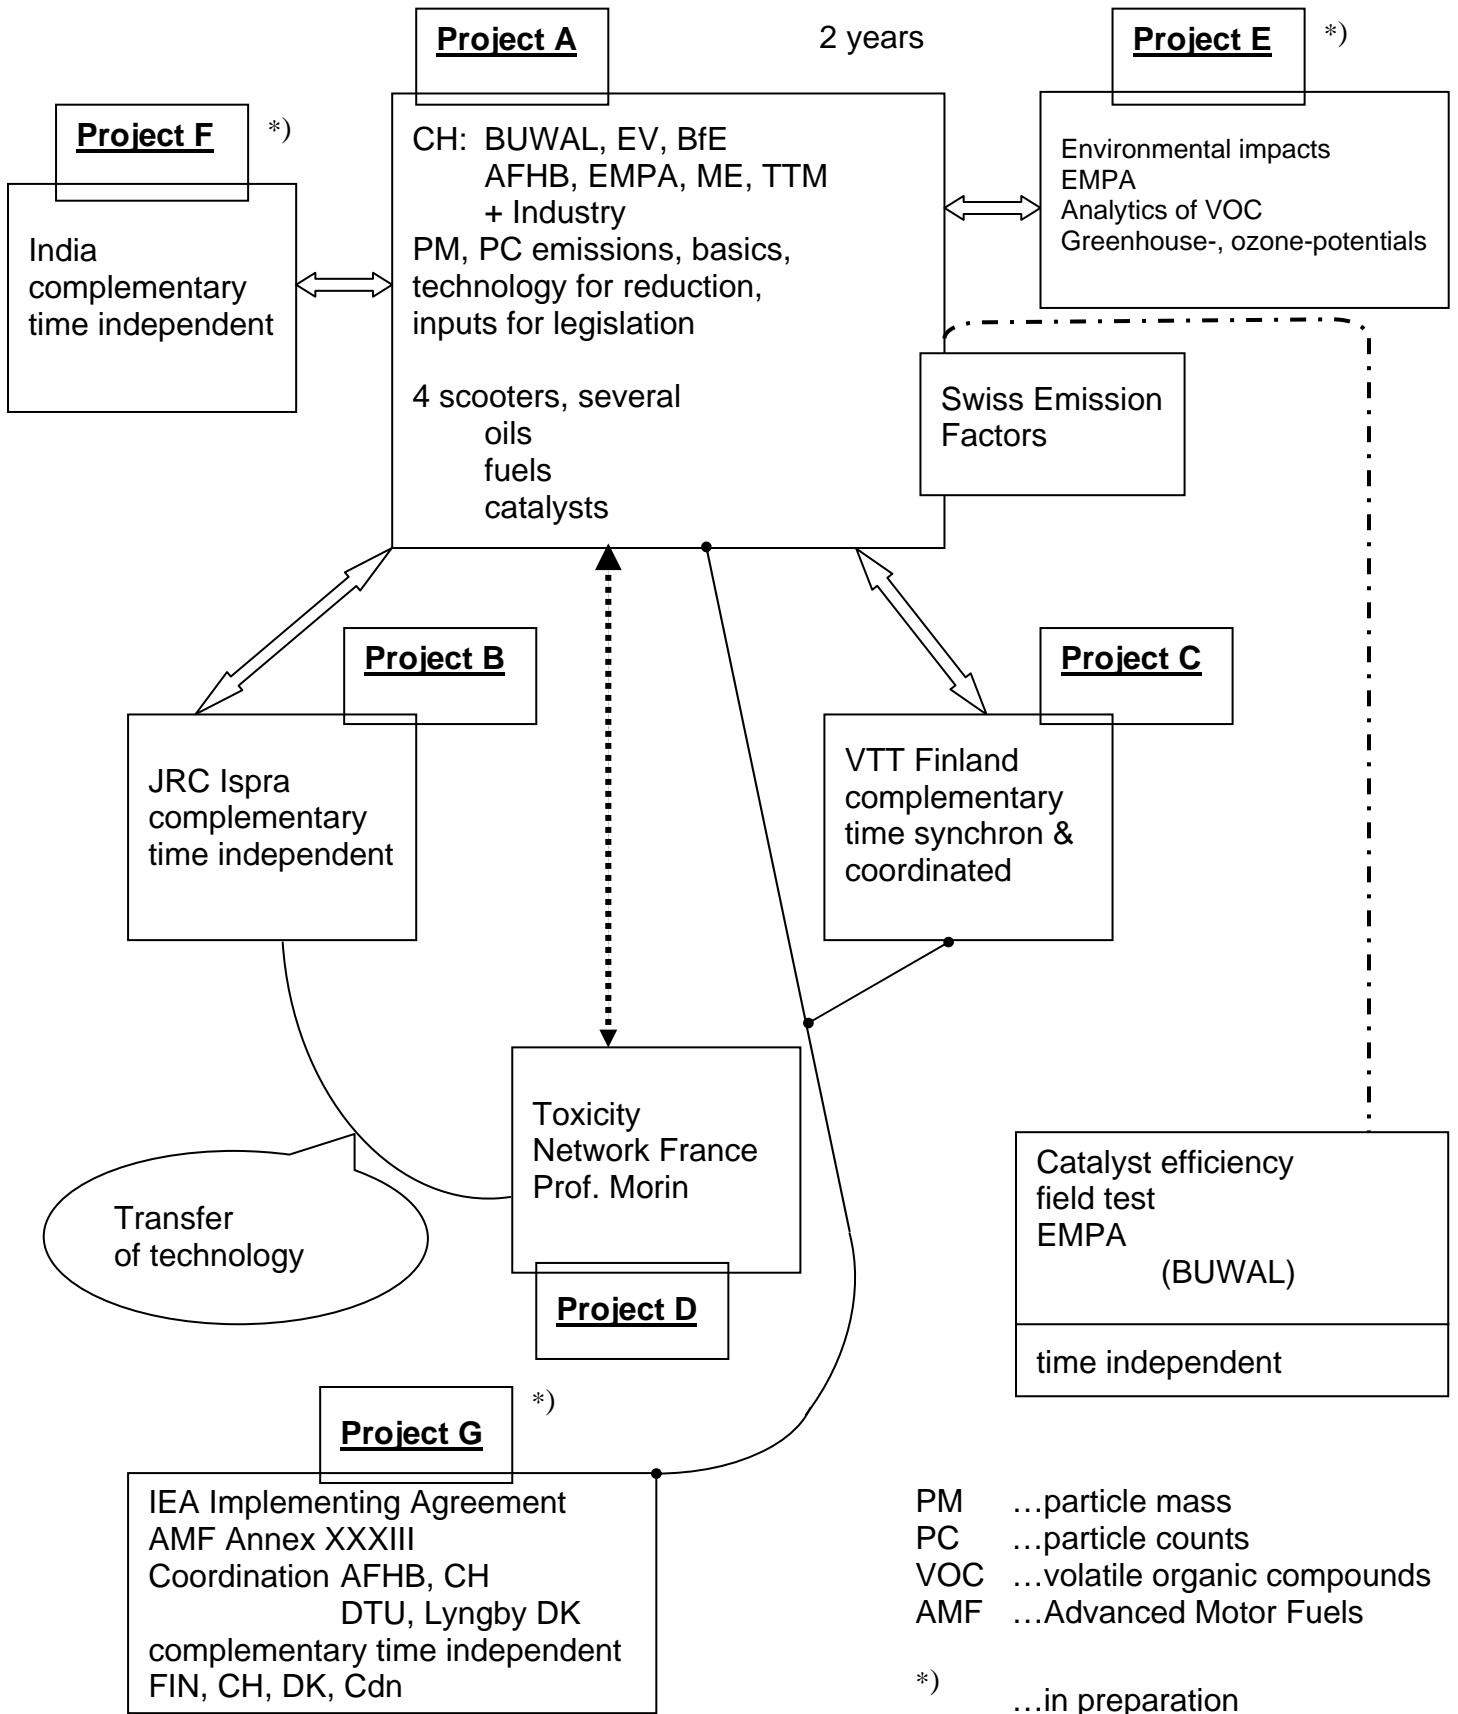 Project A
2 years
Project E *)
Project F *)
CH: BUWAL, EV, BfE
AFHB, EMPA, ME, TTM
+ Industry
PM, PC emissions, basics,
technology for reduction,
inputs for legislation
4 scooters, several
oils
fuels
catalysts
Environmental impacts
EMPA
Analytics of VOC
Greenhouse-, ozone-potentials
India
complementary
time independent
Swiss Emission
Factors
Project B
Project C
JRC Ispra
complementary
time independent
VTT Finland
complementary
time synchron &
coordinated
Toxicity
Network France
Prof. Morin
Project D
Transfer
of technology
Catalyst efficiency
field test
EMPA
(BUWAL)
time independent
Project G *)
IEA Implementing Agreement
AMF Annex XXXIII
Coordination AFHB, CH
DTU, Lyngby DK
complementary time independent
FIN, CH, DK, Cdn
PM …particle mass
PC …particle counts
VOC …volatile organic compounds
AMF …Advanced Motor Fuels
*) …in preparation